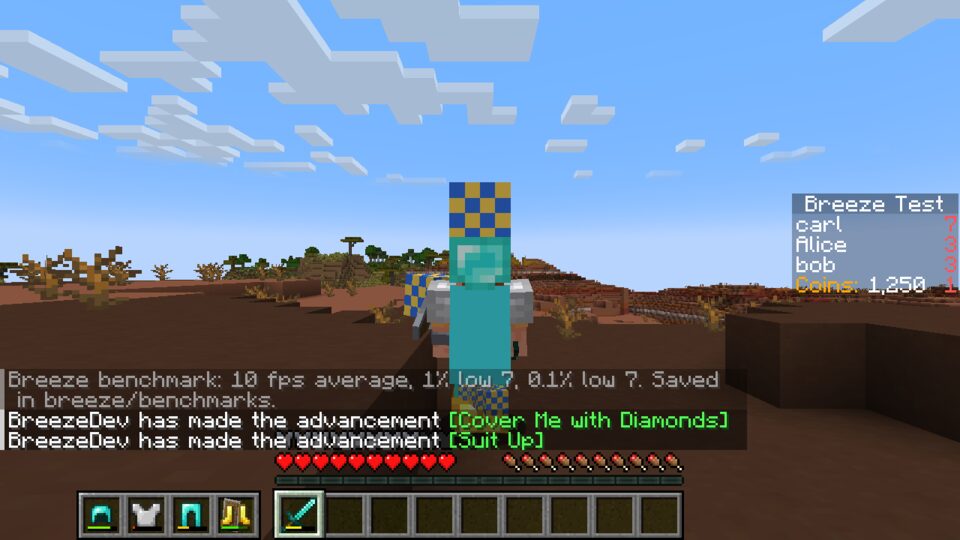 Breeze Test
carl 7
Alice 3
bob 3
Coins: 1,250 1
Breeze benchmark: 10 fps average, 1% low 7, 0.1% low 7. Saved
in breeze/benchmarks.
BreezeDev has made the advancement [Cover Me with Diamonds]
BreezeDev has made the advancement [Suit Up]